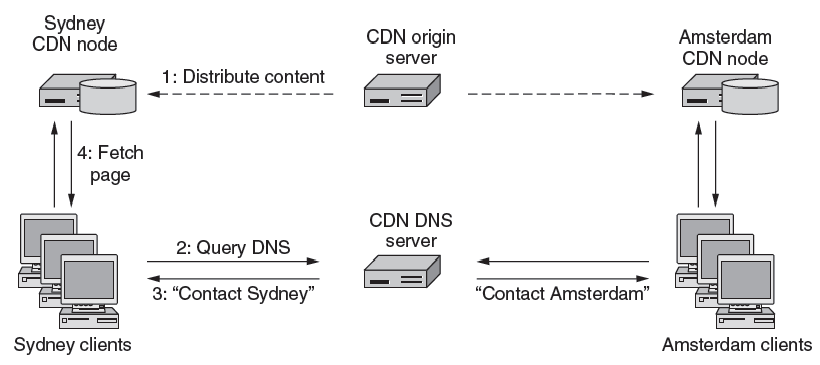 Sydney
CDN node
CDN origin
server
Amsterdam
CDN node
1: Distribute content
4: Fetch
page
CDN DNS
server
2: Query DNS
3: “Contact Sydney”
“Contact Amsterdam”
Sydney clients
Amsterdam clients